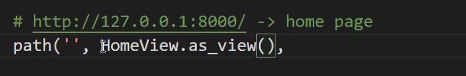 # http://127.0.0.1:8000/ -> home page
path('', HomeView.as_view(),